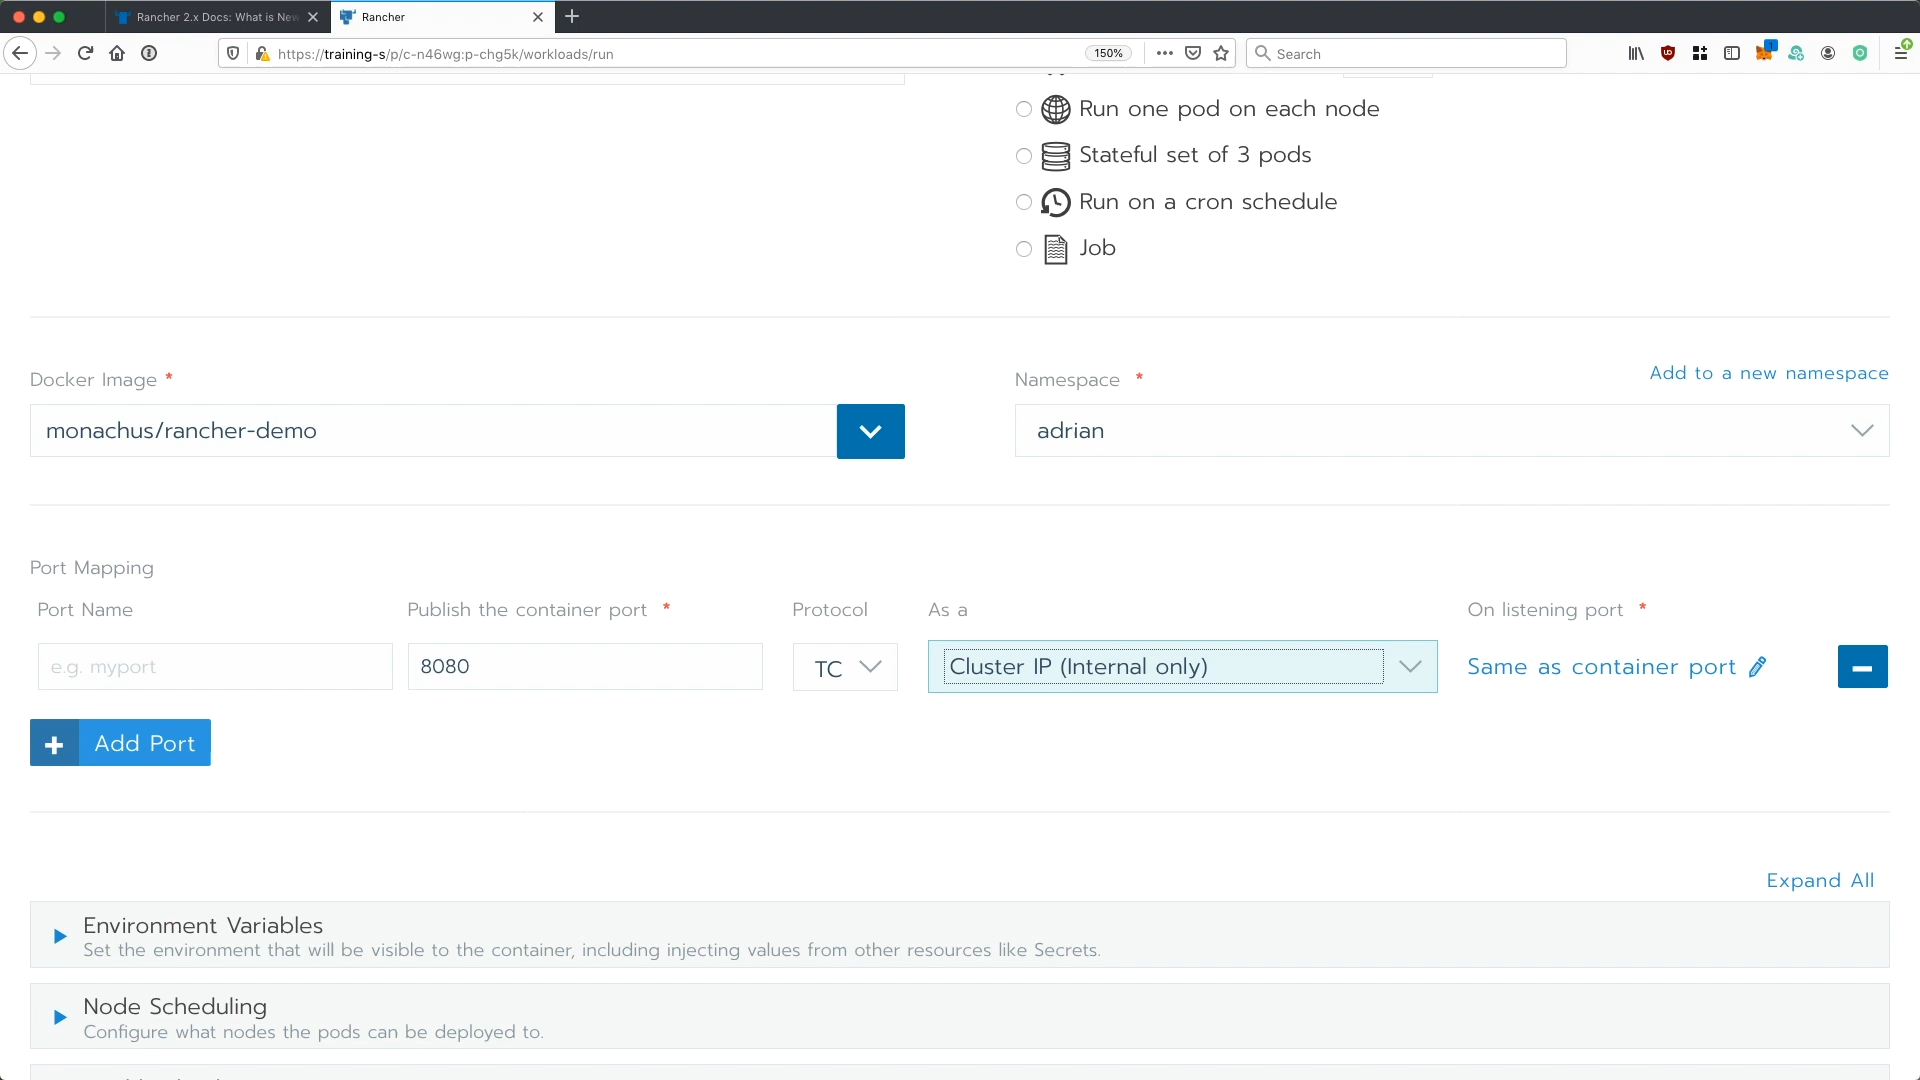 Rancher 2.x Docs: What is New
Rancher
https://training-s/p/c-n46wg:p-chg5k/workloads/run
150%
Search
1
Run one pod on each node
Stateful set of 3 pods
Run on a cron schedule
Job
Docker Image *
monachus/rancher-demo
Namespace *
Add to a new namespace
adrian
Port Mapping
Port Name
Publish the container port *
Protocol
As a
On listening port *
e.g. myport
8080
TC
Cluster IP (Internal only)
Same as container port
Add Port
Expand All
Environment Variables
Set the environment that will be visible to the container, including injecting values from other resources like Secrets.
Node Scheduling
Configure what nodes the pods can be deployed to.